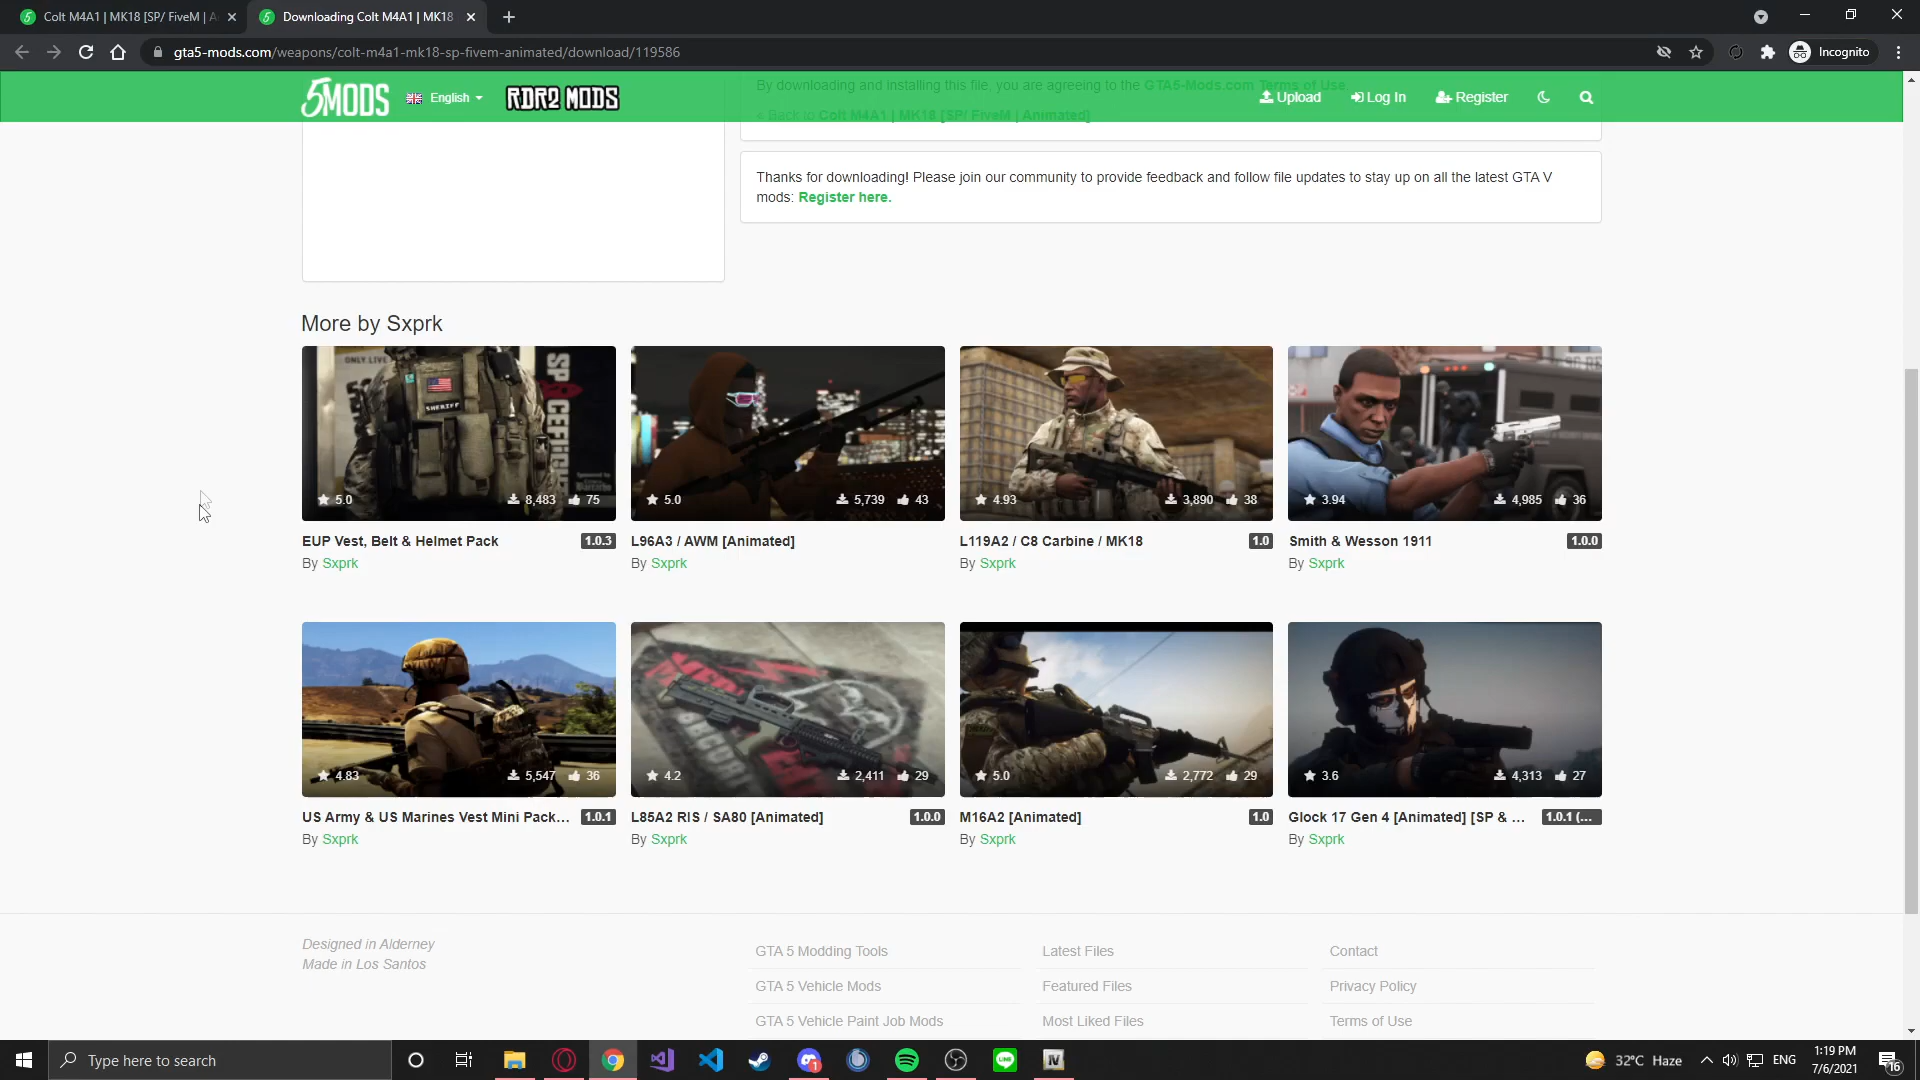 Colt M4A1 | MK18 [SP/ FiveM | A
Downloading Colt M4A1 | MK18
gta5-mods.com/weapons/colt-m4a1-mk18-sp-fivem-animated/download/119586
Incognito
5MODS
English
RDR2 MODS
Upload
Log In
Register
By downloading and installing this file, you are agreeing to the GTA5-Mods.com Terms of Use.
« Back to Colt M4A1 | MK18 [SP/ FiveM | Animated]
Thanks for downloading! Please join our community to provide feedback and follow file updates to stay up on all the latest GTA V
mods: Register here.
More by Sxprk
ONLY LIVE
SHERIFF
5.0
8,483
75
5.0
5,739
43
4.93
3,890
38
3.94
4,985
36
EUP Vest, Belt & Helmet Pack
1.0.3
L96A3 / AWM [Animated]
L119A2 / C8 Carbine / MK18
1.0
Smith & Wesson 1911
1.0.0
By Sxprk
By Sxprk
By Sxprk
By Sxprk
4.83
5,547
36
4.2
2,411
29
5.0
2,772
29
3.6
4,313
27
US Army & US Marines Vest Mini Pack...
1.0.1
L85A2 RIS / SA80 [Animated]
1.0.0
M16A2 [Animated]
1.0
Glock 17 Gen 4 [Animated] [SP & ...
1.0.1 (...
By Sxprk
By Sxprk
By Sxprk
By Sxprk
Designed in Alderney
Made in Los Santos
GTA 5 Modding Tools
GTA 5 Vehicle Mods
GTA 5 Vehicle Paint Job Mods
Latest Files
Featured Files
Most Liked Files
Contact
Privacy Policy
Terms of Use
Type here to search
32°C Haze
ENG
1:19 PM
7/6/2021
16